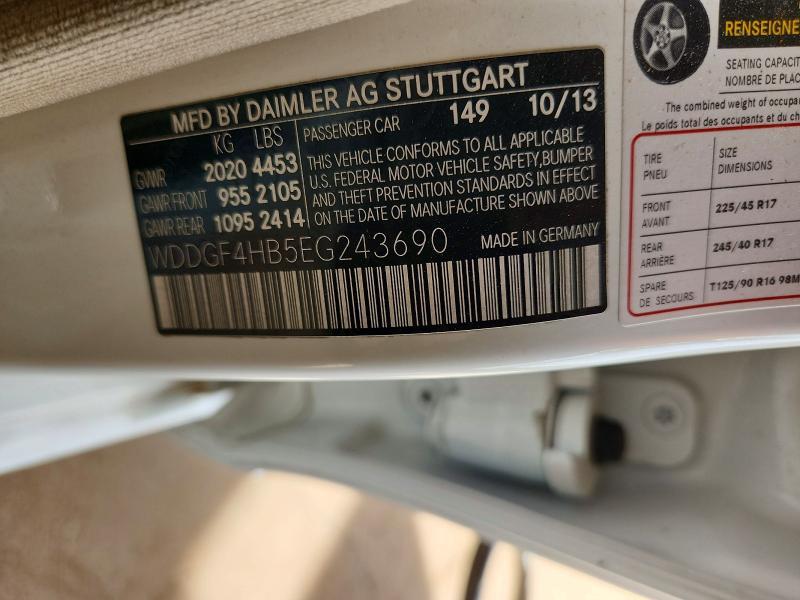 MFD BY DAIMLER AG STUTTGART
KG LBS PASSENGER CAR 149 10/13
GVWR 2020 4453
GAWR FRONT 955 2105
GAWR REAR 1095 2414
THIS VEHICLE CONFORMS TO ALL APPLICABLE
U.S. FEDERAL MOTOR VEHICLE SAFETY,BUMPER
AND THEFT PREVENTION STANDARDS IN EFFECT
ON THE DATE OF MANUFACTURE SHOWN ABOVE
WDDGF4HB5EG243690 MADE IN GERMANY
RENSEIGNE
SEATING CAPACIT
NOMBRE DE PLAC
The combined weight of occupa
Le poids total des occupants et du ch
TIRE SIZE
PNEU DIMENSIONS
FRONT 225/45 R17
AVANT
REAR 245/40 R17
ARRIÈRE
SPARE T125/90 R16 98M
DE SECOURS